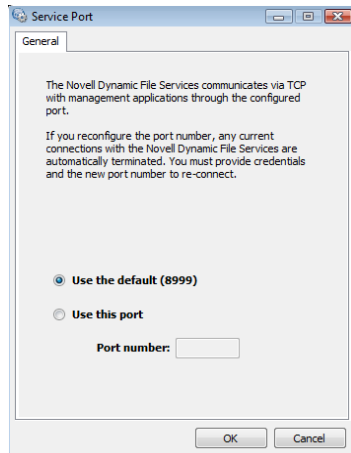 Service Port
General
The Novell Dynamic File Services communicates via TCP
with management applications through the configured
port.
If you reconfigure the port number, any current
connections with the Novell Dynamic File Services are
automatically terminated. You must provide credentials
and the new port number to re-connect.
Use the default (8999)
Use this port
Port number:
OK Cancel